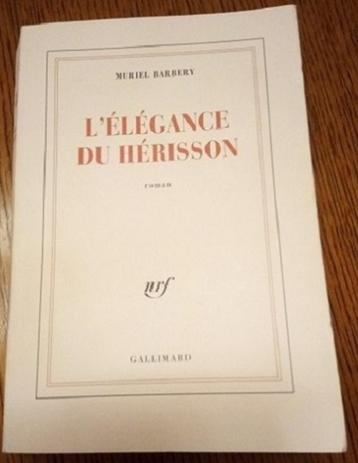 MURIEL BARBERY
L'ÉLÉGANCE
DU HÉRISSON
roman
nrf
GALLIMARD